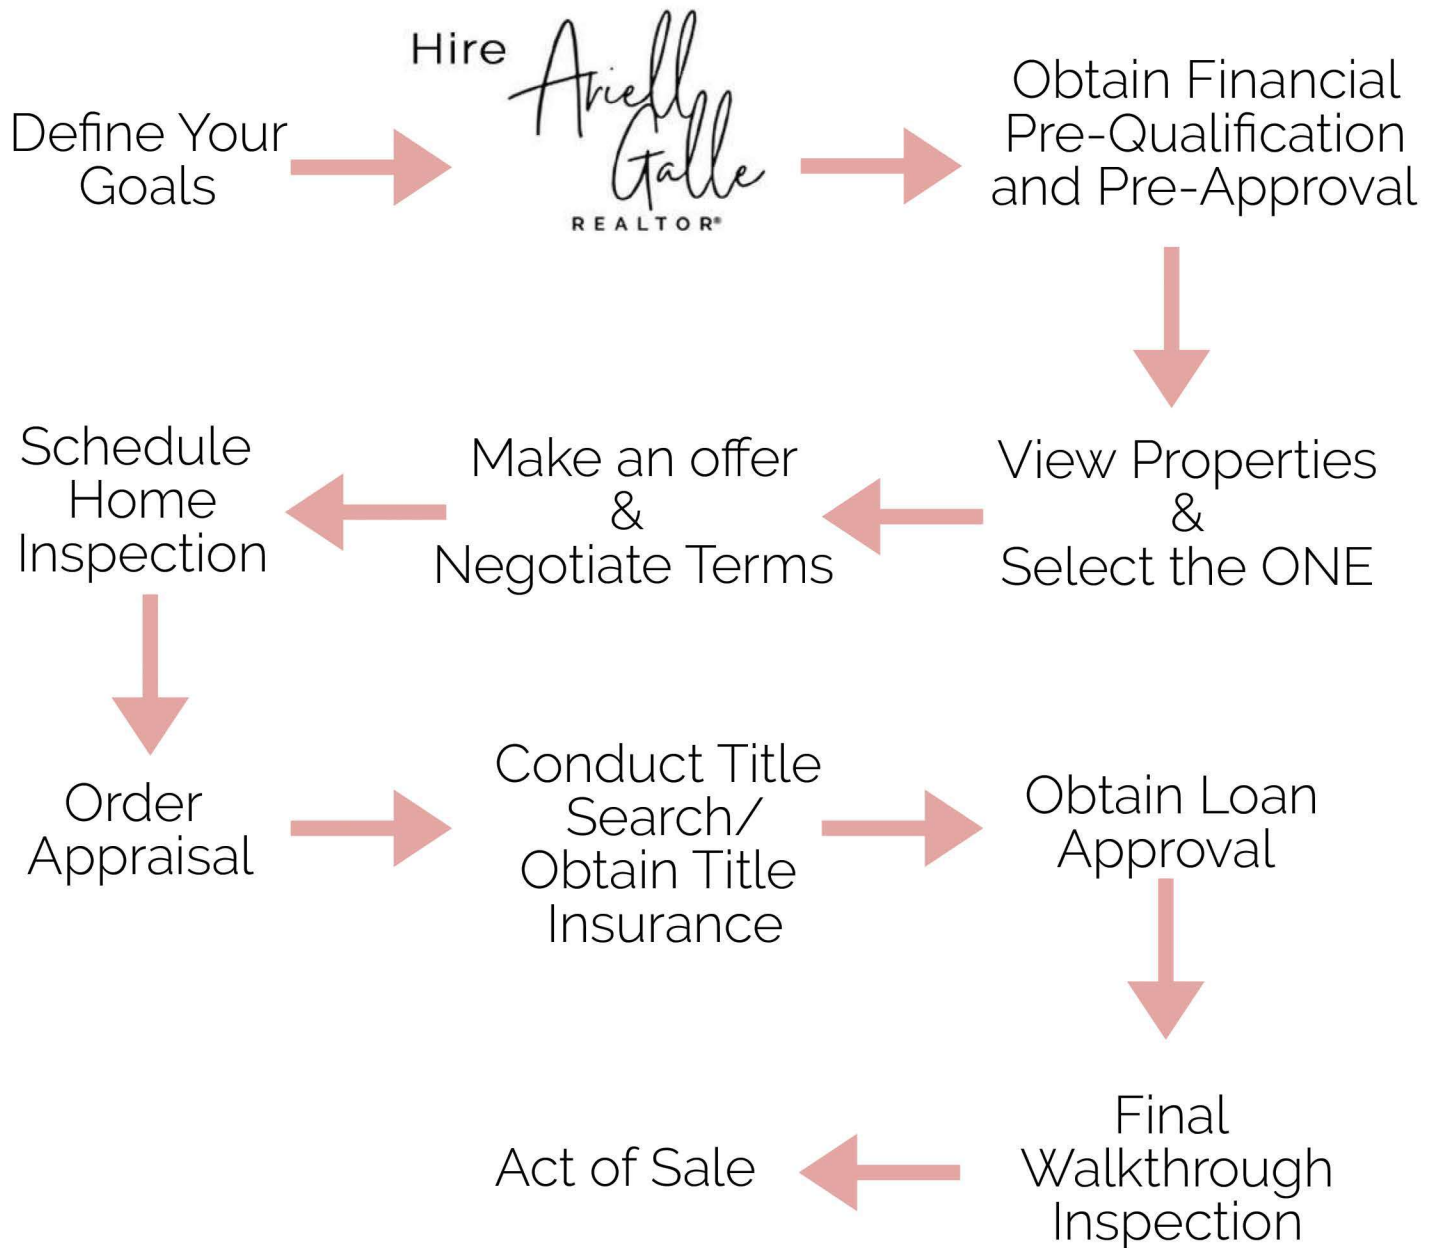 Define Your
Goals
Hire
Arielly
Galle
REALTOR®
Obtain Financial
Pre-Qualification
and Pre-Approval
View Properties
&
Select the ONE
Make an offer
&
Negotiate Terms
Schedule
Home
Inspection
Order
Appraisal
Conduct Title
Search/
Obtain Title
Insurance
Obtain Loan
Approval
Final
Walkthrough
Inspection
Act of Sale